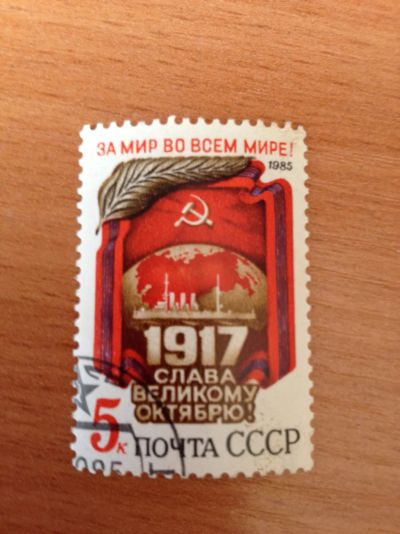 ЗА МИР ВО ВСЕМ МИРЕ!
1985
1917
СЛАВА
ВЕЛИКОМУ
ОКТЯБРЮ!
5к ПОЧТА СССР